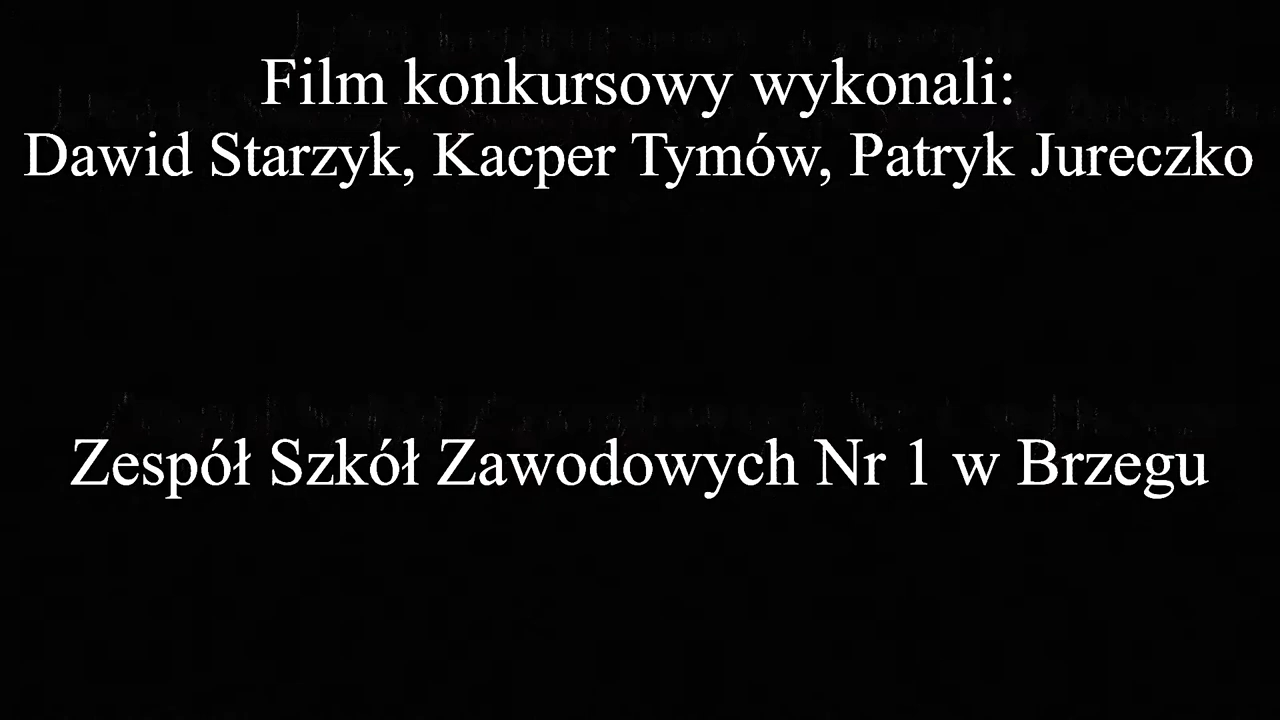 Film konkursowy wykonali:
Dawid Starzyk, Kacper Tymów, Patryk Jureczko
Zespół Szkół Zawodowych Nr 1 w Brzegu